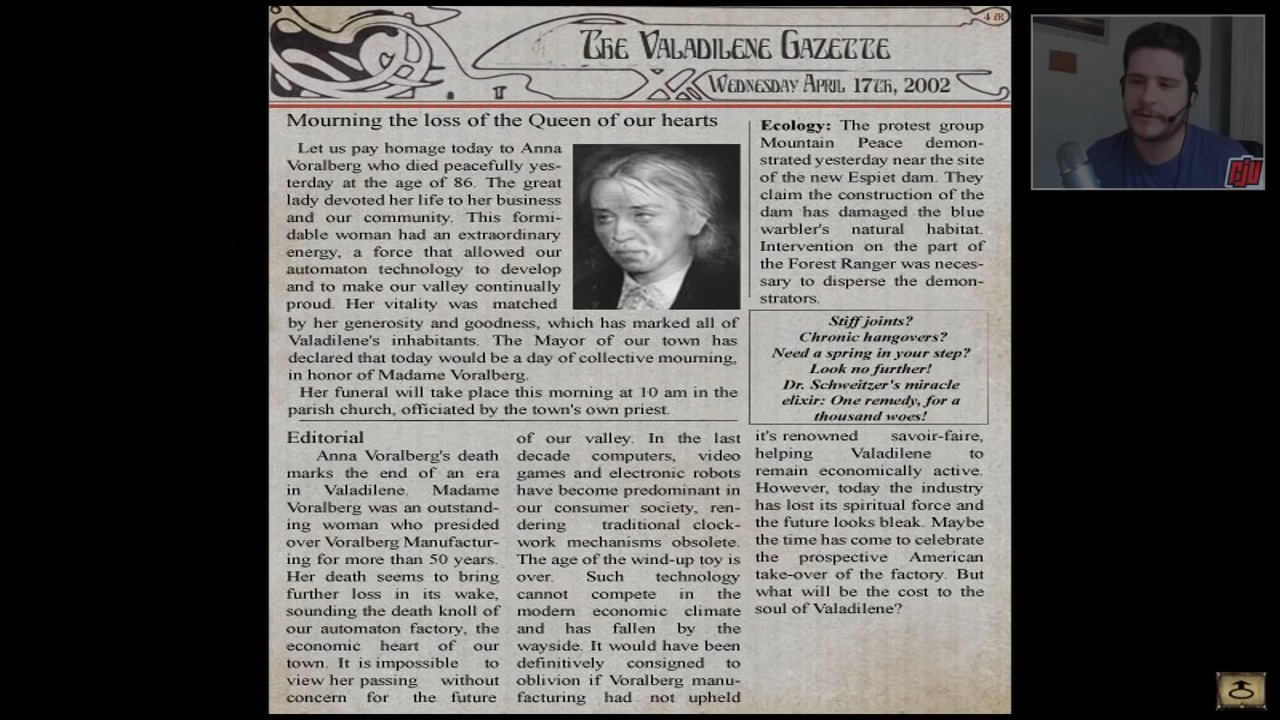 4 dK
The Valadilene Gazette
Wednesday April 17th, 2002
Mourning the loss of the Queen of our hearts
Let us pay homage today to Anna
Voralberg who died peacefully yes-
terday at the age of 86. The great
lady devoted her life to her business
and our community. This formi-
dable woman had an extraordinary
energy, a force that allowed our
automaton technology to develop
and to make our valley continually
proud. Her vitality was matched
by her generosity and goodness, which has marked all of
Valadilene's inhabitants. The Mayor of our town has
declared that today would be a day of collective mourning,
in honor of Madame Voralberg.
Her funeral will take place this morning at 10 am in the
parish church, officiated by the town's own priest.
Ecology: The protest group
Mountain Peace demon-
strated yesterday near the site
of the new Espiet dam. They
claim the construction of the
dam has damaged the blue
warbler's natural habitat.
Intervention on the part of
the Forest Ranger was neces-
sary to disperse the demon-
strators.
Stiff joints?
Chronic hangovers?
Need a spring in your step?
Look no further!
Dr. Schweitzer's miracle
elixir: One remedy, for a
thousand woes!
Editorial
Anna Voralberg's death
marks the end of an era
in Valadilene. Madame
Voralberg was an outstand-
ing woman who presided
over Voralberg Manufactur-
ing for more than 50 years.
Her death seems to bring
further loss in its wake,
sounding the death knoll of
our automaton factory, the
economic heart of our
town. It is impossible to
view her passing without
concern for the future
of our valley. In the last
decade computers, video
games and electronic robots
have become predominant in
our consumer society, ren-
dering traditional clock-
work mechanisms obsolete.
The age of the wind-up toy is
over. Such technology
cannot compete in the
modern economic climate
and has fallen by the
wayside. It would have been
definitively consigned to
oblivion if Voralberg manu-
facturing had not upheld
it's renowned savoir-faire,
helping Valadilene to
remain economically active.
However, today the industry
has lost its spiritual force and
the future looks bleak. Maybe
the time has come to celebrate
the prospective American
take-over of the factory. But
what will be the cost to the
soul of Valadilene?